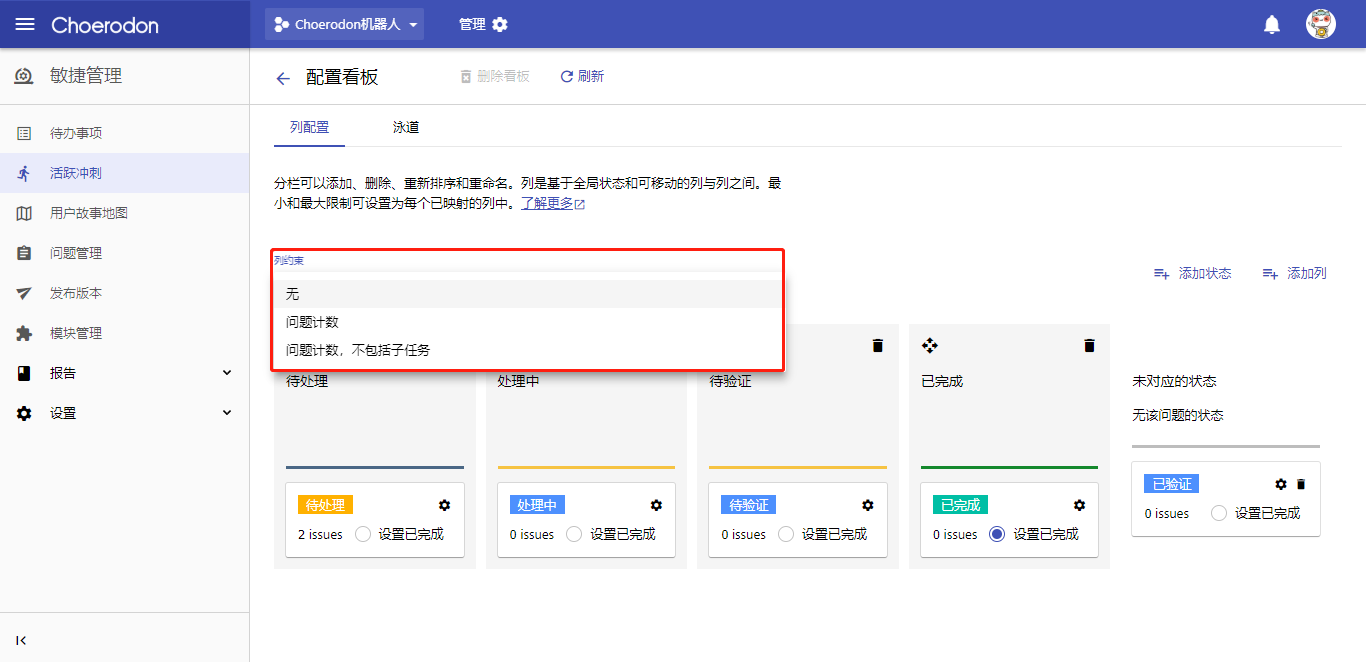 Choerodon
Choerodon机器人
管理
敏捷管理
配置看板
删除看板
刷新
待办事项
活跃冲刺
用户故事地图
问题管理
发布版本
模块管理
报告
设置
列配置
泳道
分栏可以添加、删除、重新排序和重命名。列是基于全局状态和可移动的列与列之间。最
小和最大限制可设置为每个已映射的列中。了解更多
列约束
无
问题计数
问题计数，不包括子任务
添加状态
添加列
待处理
处理中
待验证
已完成
未对应的状态
无该问题的状态
待处理
2 issues
设置已完成
处理中
0 issues
设置已完成
待验证
0 issues
设置已完成
已完成
0 issues
设置已完成
已验证
0 issues
设置已完成